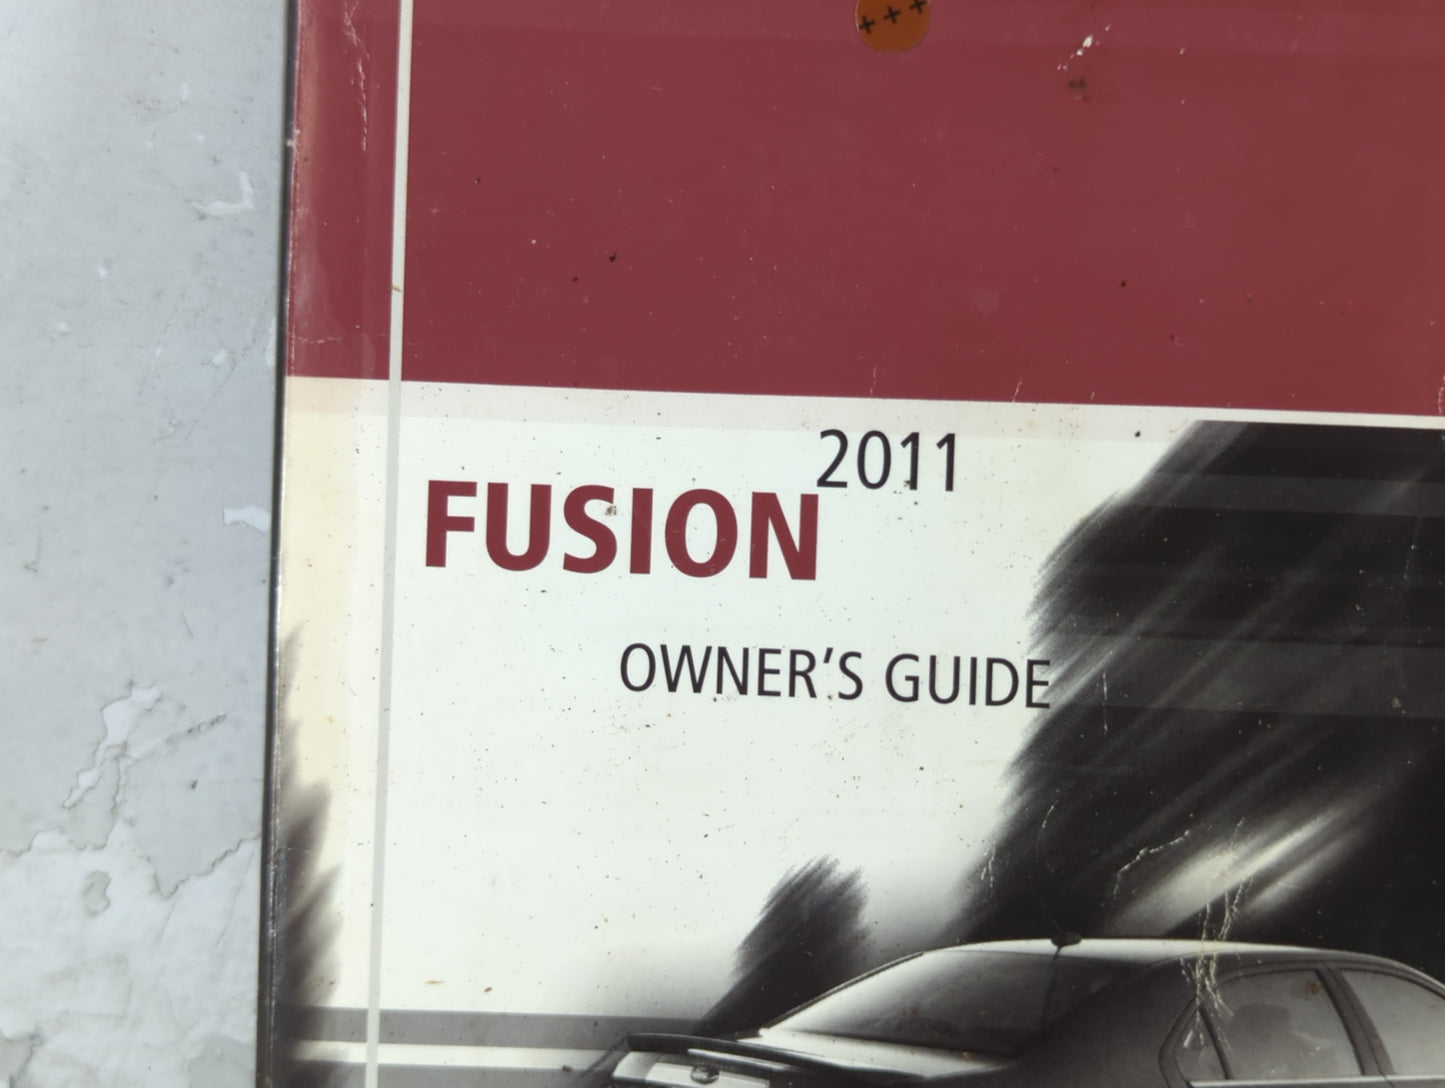 +++
2011
FUSION
OWNER'S GUIDE